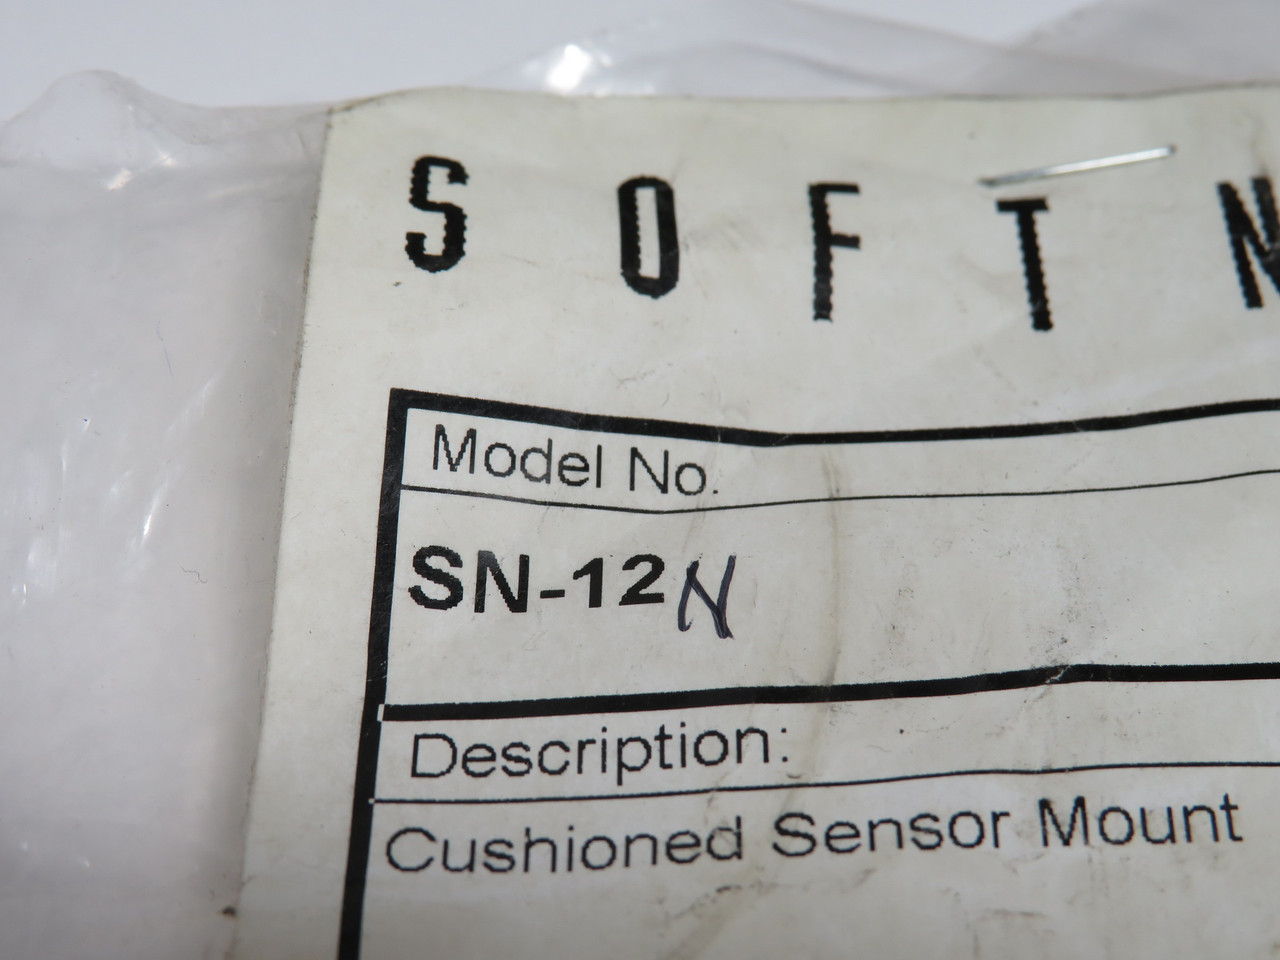 S O F T N
Model No.
SN-12N
Description:
Cushioned Sensor Mount